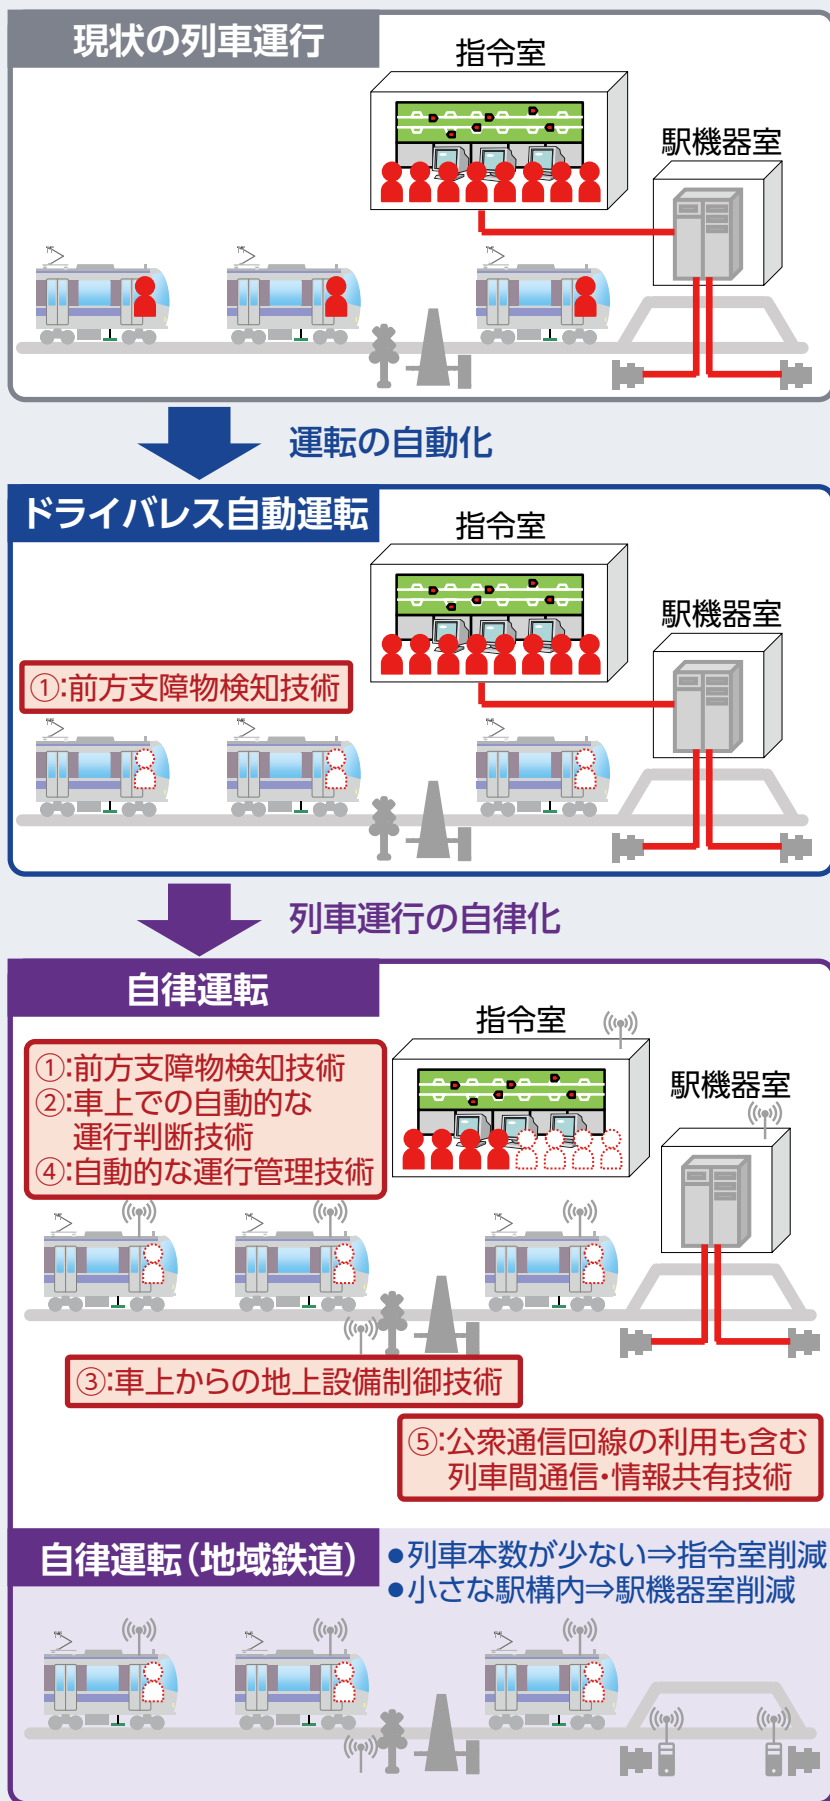 現状の列車運行
指令室
駅機器室
運転の自動化
ドライバレス自動運転
指令室
駅機器室
①:前方支障物検知技術
列車運行の自律化
自律運転
指令室
駅機器室
①:前方支障物検知技術
②:車上での自動的な
運行判断技術
④:自動的な運行管理技術
③:車上からの地上設備制御技術
⑤:公衆通信回線の利用も含む
列車間通信・情報共有技術
自律運転(地域鉄道)
●列車本数が少ない⇒指令室削減
●小さな駅構内⇒駅機器室削減